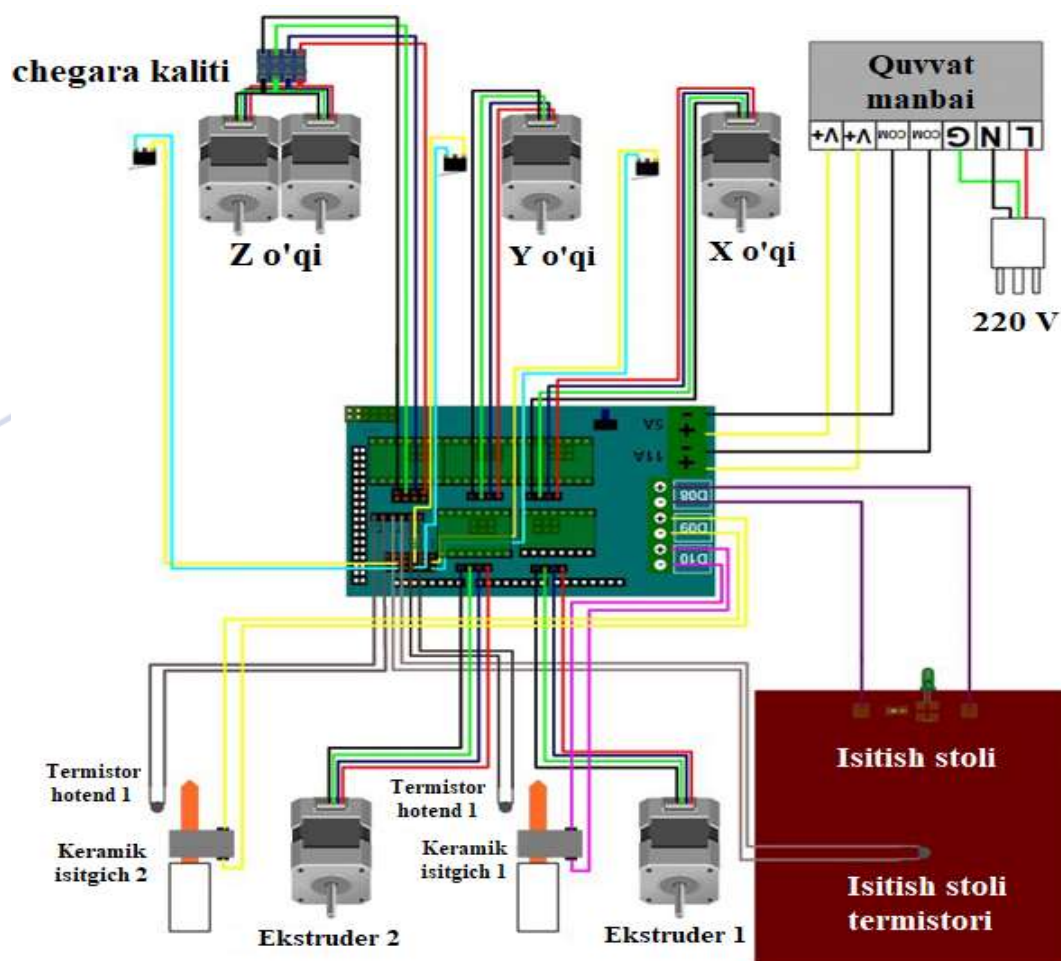 chegara kaliti
Quvvat
manbai
V+ V+ COM COM G N L
Z o'qi
Y o'qi
X o'qi
220 V
5A
11A
D08
D09
D10
Isitish stoli
Termistor
hotend 1
Termistor
hotend 1
Keramik
isitgich 2
Keramik
isitgich 1
Isitish stoli
termistori
Ekstruder 2
Ekstruder 1